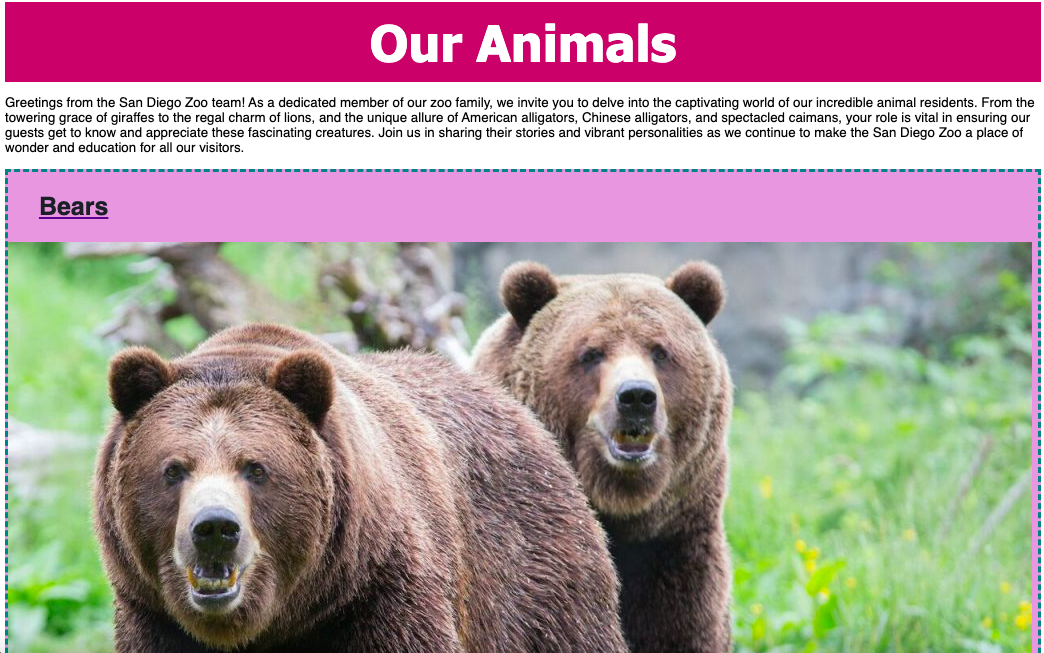 Our Animals
Greetings from the San Diego Zoo team! As a dedicated member of our zoo family, we invite you to delve into the captivating world of our incredible animal residents. From the
towering grace of giraffes to the regal charm of lions, and the unique allure of American alligators, Chinese alligators, and spectacled caimans, your role is vital in ensuring our
guests get to know and appreciate these fascinating creatures. Join us in sharing their stories and vibrant personalities as we continue to make the San Diego Zoo a place of
wonder and education for all our visitors.
Bears